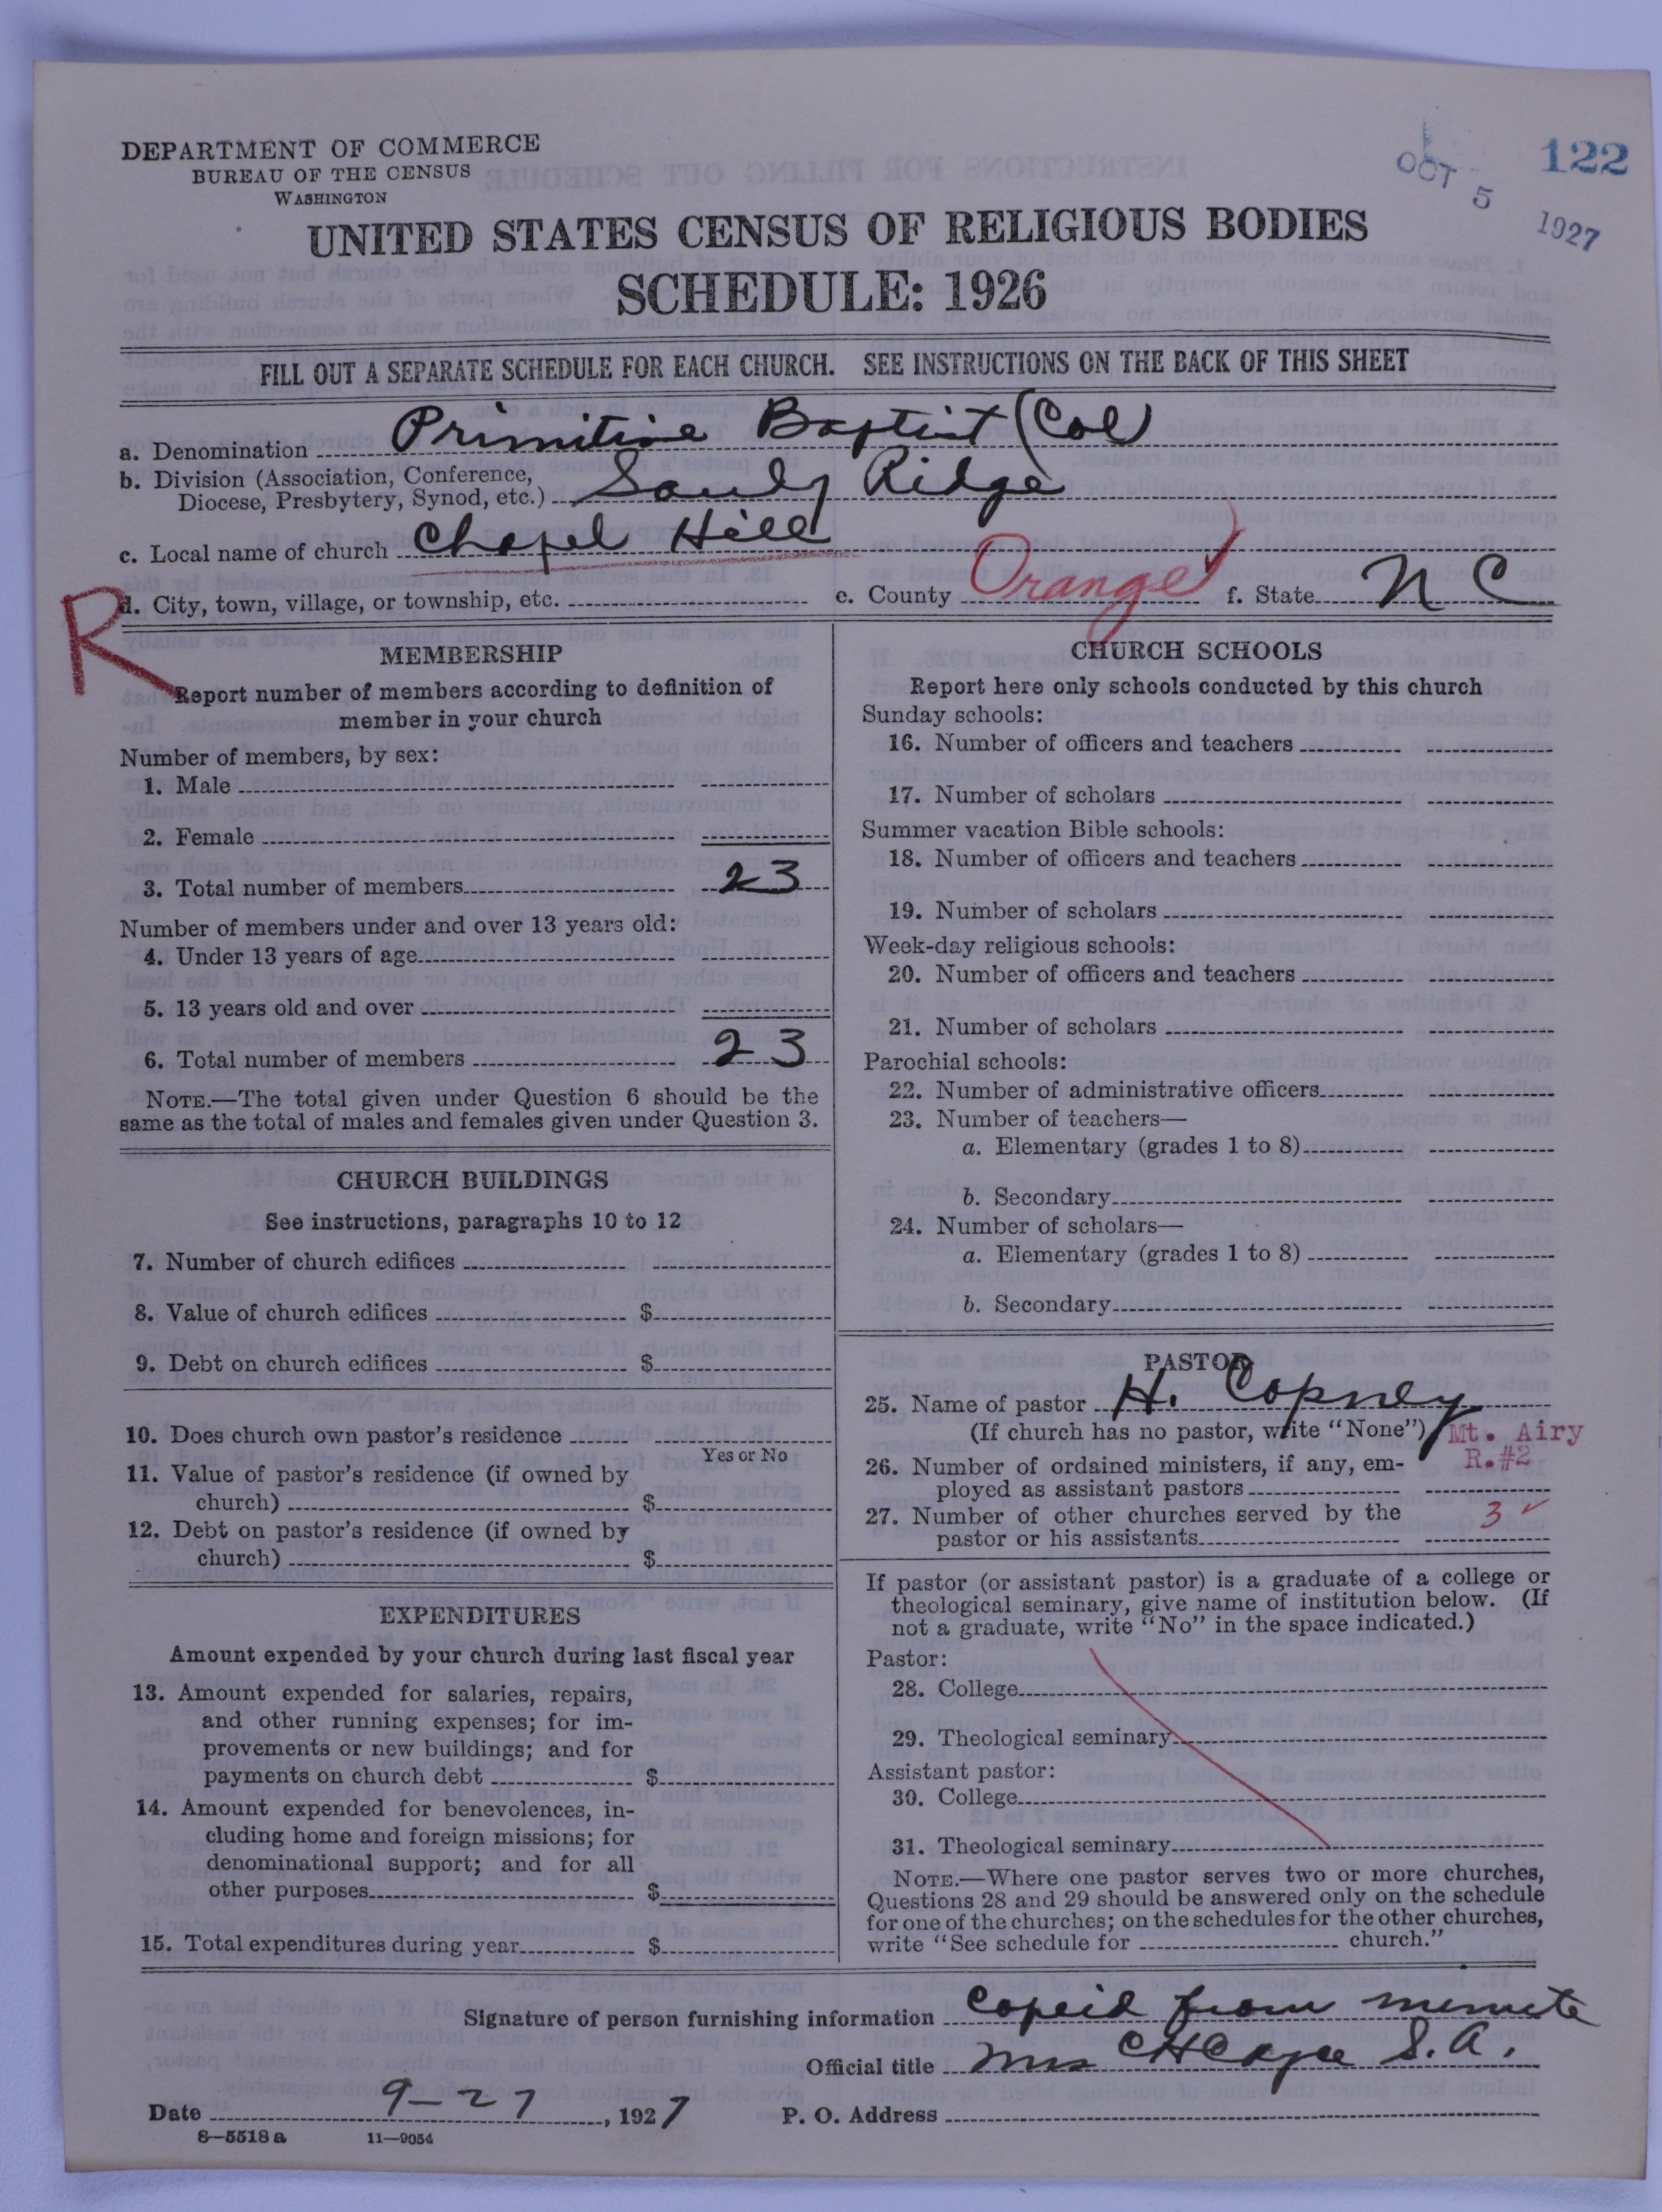 DEPARTMENT OF COMMERCE
BUREAU OF THE CENSUS
WASHINGTON
122
OCT 5 1927
UNITED STATES CENSUS OF RELIGIOUS BODIES
SCHEDULE: 1926
FILL OUT A SEPARATE SCHEDULE FOR EACH CHURCH. SEE INSTRUCTIONS ON THE BACK OF THIS SHEET
a. Denomination Primitive Baptist (Col)
b. Division (Association, Conference,
Diocese, Presbytery, Synod, etc.) Sandy Ridge
c. Local name of church Chapel Hill
R
d. City, town, village, or township, etc. e. County Orange f. State N C
MEMBERSHIP
Report number of members according to definition of
member in your church
Number of members, by sex:
1. Male
2. Female
3. Total number of members 23
Number of members under and over 13 years old:
4. Under 13 years of age
5. 13 years old and over
6. Total number of members 23
NOTE.—The total given under Question 6 should be the
same as the total of males and females given under Question 3.
CHURCH BUILDINGS
See instructions, paragraphs 10 to 12
7. Number of church edifices
8. Value of church edifices $
9. Debt on church edifices $
10. Does church own pastor's residence
Yes or No
11. Value of pastor's residence (if owned by
church) $
12. Debt on pastor's residence (if owned by
church) $
EXPENDITURES
Amount expended by your church during last fiscal year
13. Amount expended for salaries, repairs,
and other running expenses; for im-
provements or new buildings; and for
payments on church debt $
14. Amount expended for benevolences, in-
cluding home and foreign missions; for
denominational support; and for all
other purposes $
15. Total expenditures during year $
CHURCH SCHOOLS
Report here only schools conducted by this church
Sunday schools:
16. Number of officers and teachers
17. Number of scholars
Summer vacation Bible schools:
18. Number of officers and teachers
19. Number of scholars
Week-day religious schools:
20. Number of officers and teachers
21. Number of scholars
Parochial schools:
22. Number of administrative officers
23. Number of teachers—
a. Elementary (grades 1 to 8)
b. Secondary
24. Number of scholars—
a. Elementary (grades 1 to 8)
b. Secondary
PASTOR
25. Name of pastor H. Copney
(If church has no pastor, write "None") Mt. Airy
R.#2
26. Number of ordained ministers, if any, em-
ployed as assistant pastors
27. Number of other churches served by the 3 ✓
pastor or his assistants
If pastor (or assistant pastor) is a graduate of a college or
theological seminary, give name of institution below. (If
not a graduate, write "No" in the space indicated.)
Pastor:
28. College
29. Theological seminary
Assistant pastor:
30. College
31. Theological seminary
NOTE.—Where one pastor serves two or more churches,
Questions 28 and 29 should be answered only on the schedule
for one of the churches; on the schedules for the other churches,
write "See schedule for church."
Signature of person furnishing information Copeid from minute
Official title Mrs S. A.
Date 9-27, 1927 P. O. Address
8—5518a 11—9054